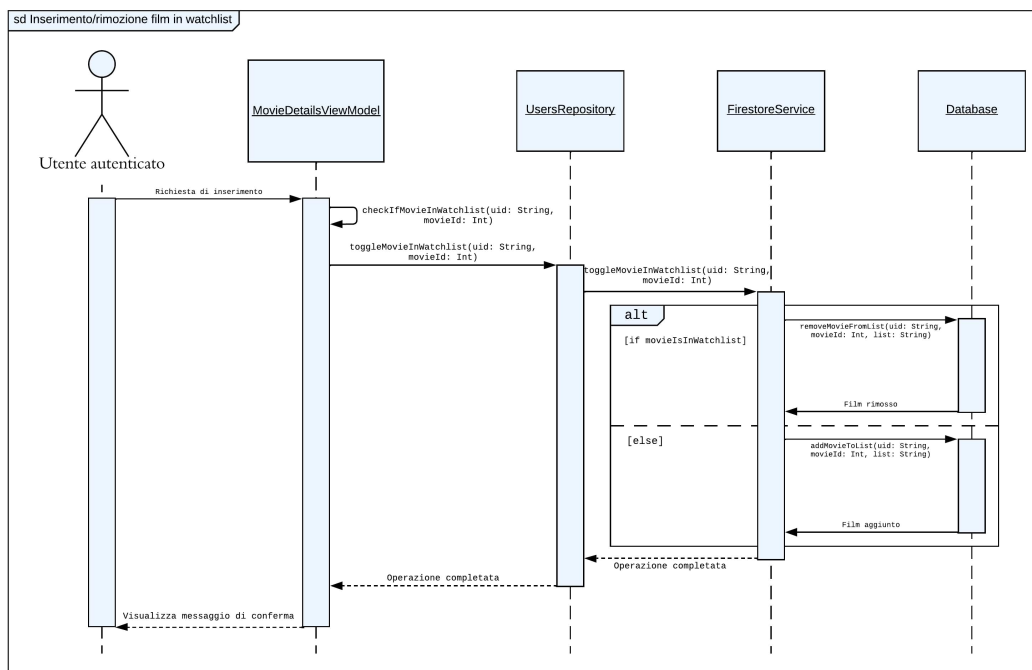 sd Inserimento/rimozione film in watchlist
MovieDetailsViewModel
UsersRepository
FirestoreService
Database
Utente autenticato
Richiesta di inserimento
checkIfMovieInWatchlist(uid: String,
movieId: Int)
toggleMovieInWatchlist(uid: String,
movieId: Int)
toggleMovieInWatchlist(uid: String,
movieId: Int)
alt
[if movieIsInWatchlist]
removeMovieFromList(uid: String,
movieId: Int, list: String)
Film rimosso
[else]
addMovieToList(uid: String,
movieId: Int, list: String)
Film aggiunto
Operazione completata
Operazione completata
Visualizza messaggio di conferma